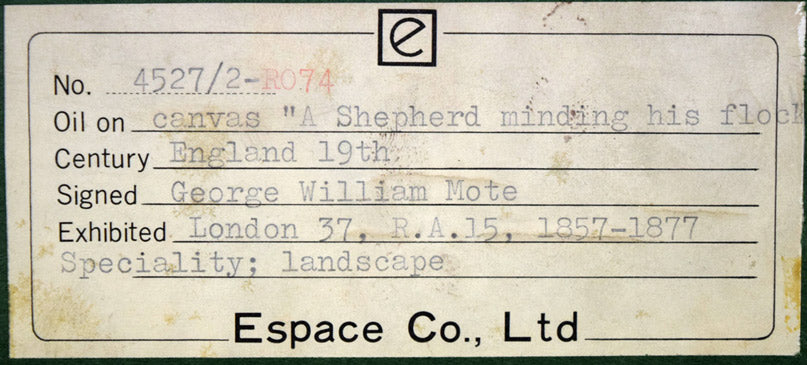 e
No. 4527/2-RO74
Oil on canvas "A Shepherd minding his flock
Century England 19th
Signed George William Mote
Exhibited London 37, R.A.15, 1857-1877
Speciality; landscape
Espace Co., Ltd